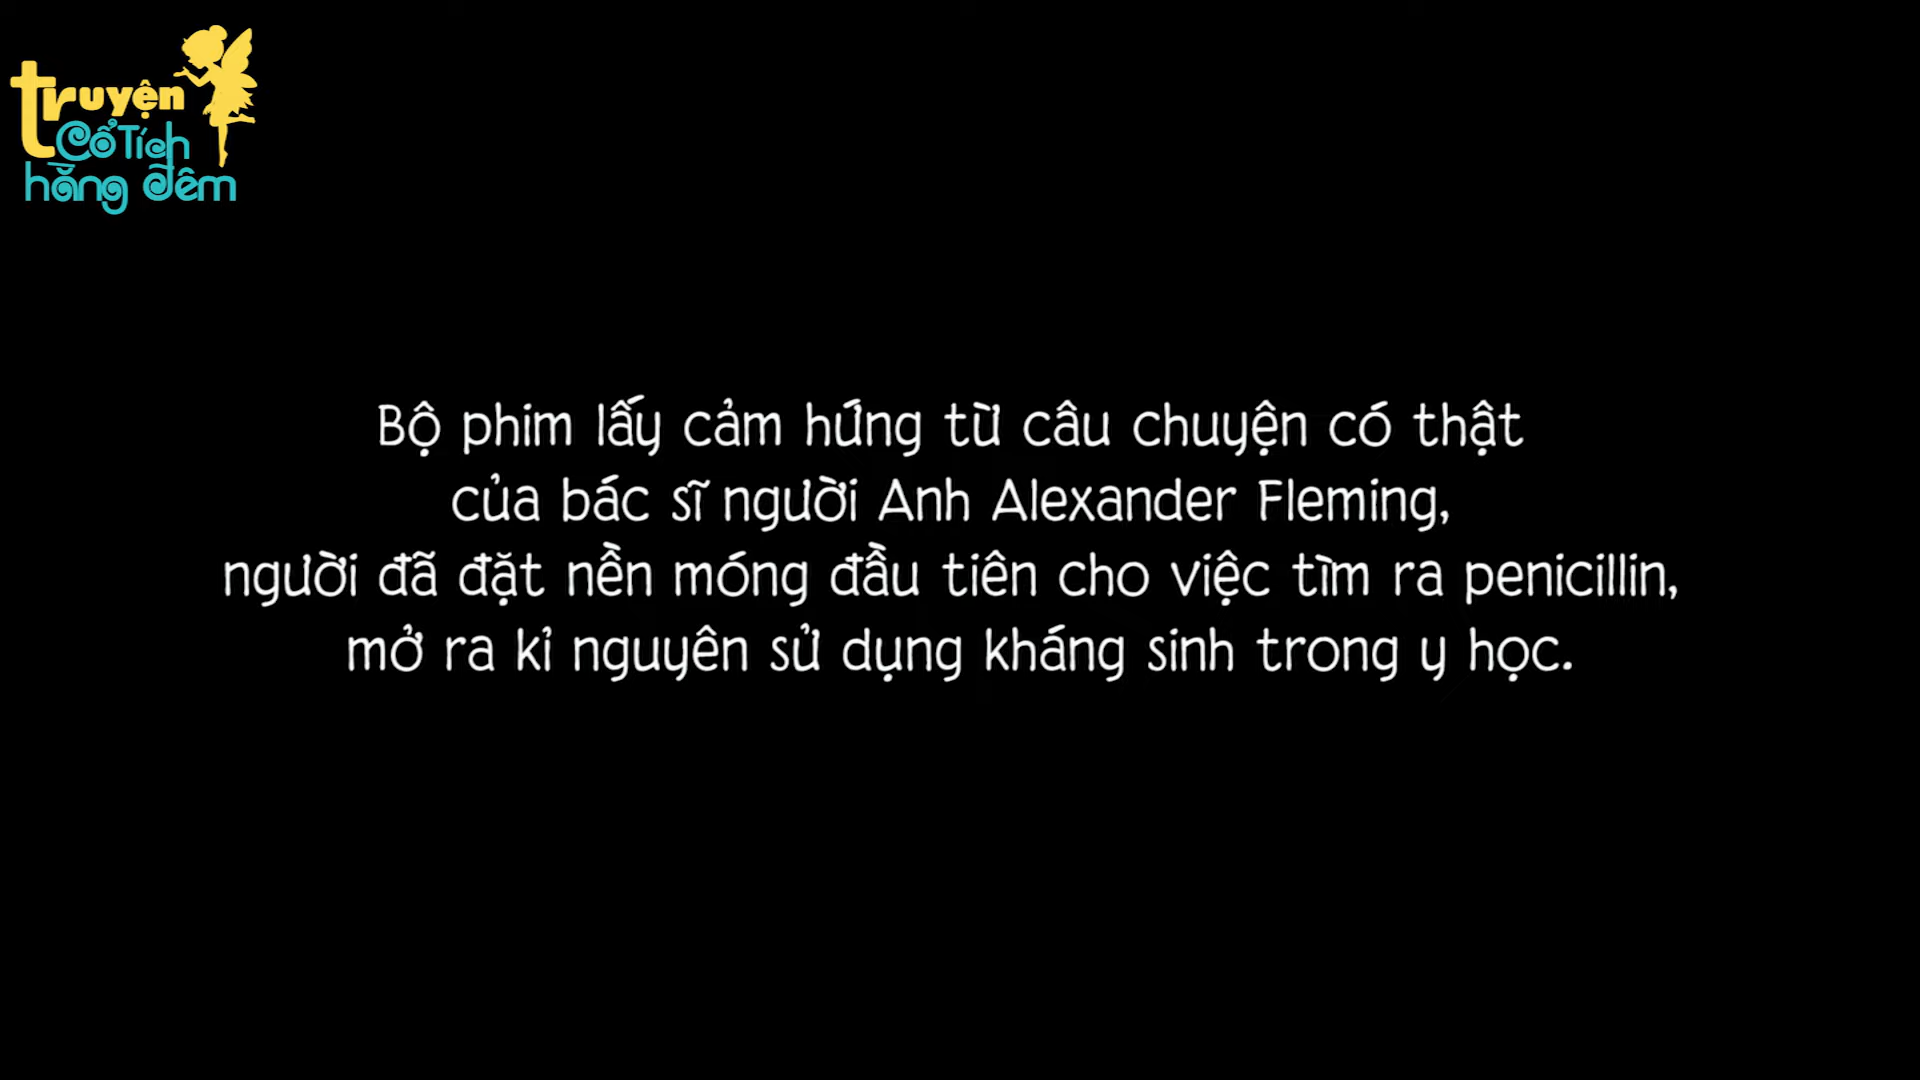 truyện
Cổ Tích
hằng đêm
Bộ phim lấy cảm hứng từ câu chuyện có thật
của bác sĩ người Anh Alexander Fleming,
người đã đặt nền móng đầu tiên cho việc tìm ra penicillin,
mở ra kỉ nguyên sử dụng kháng sinh trong y học.